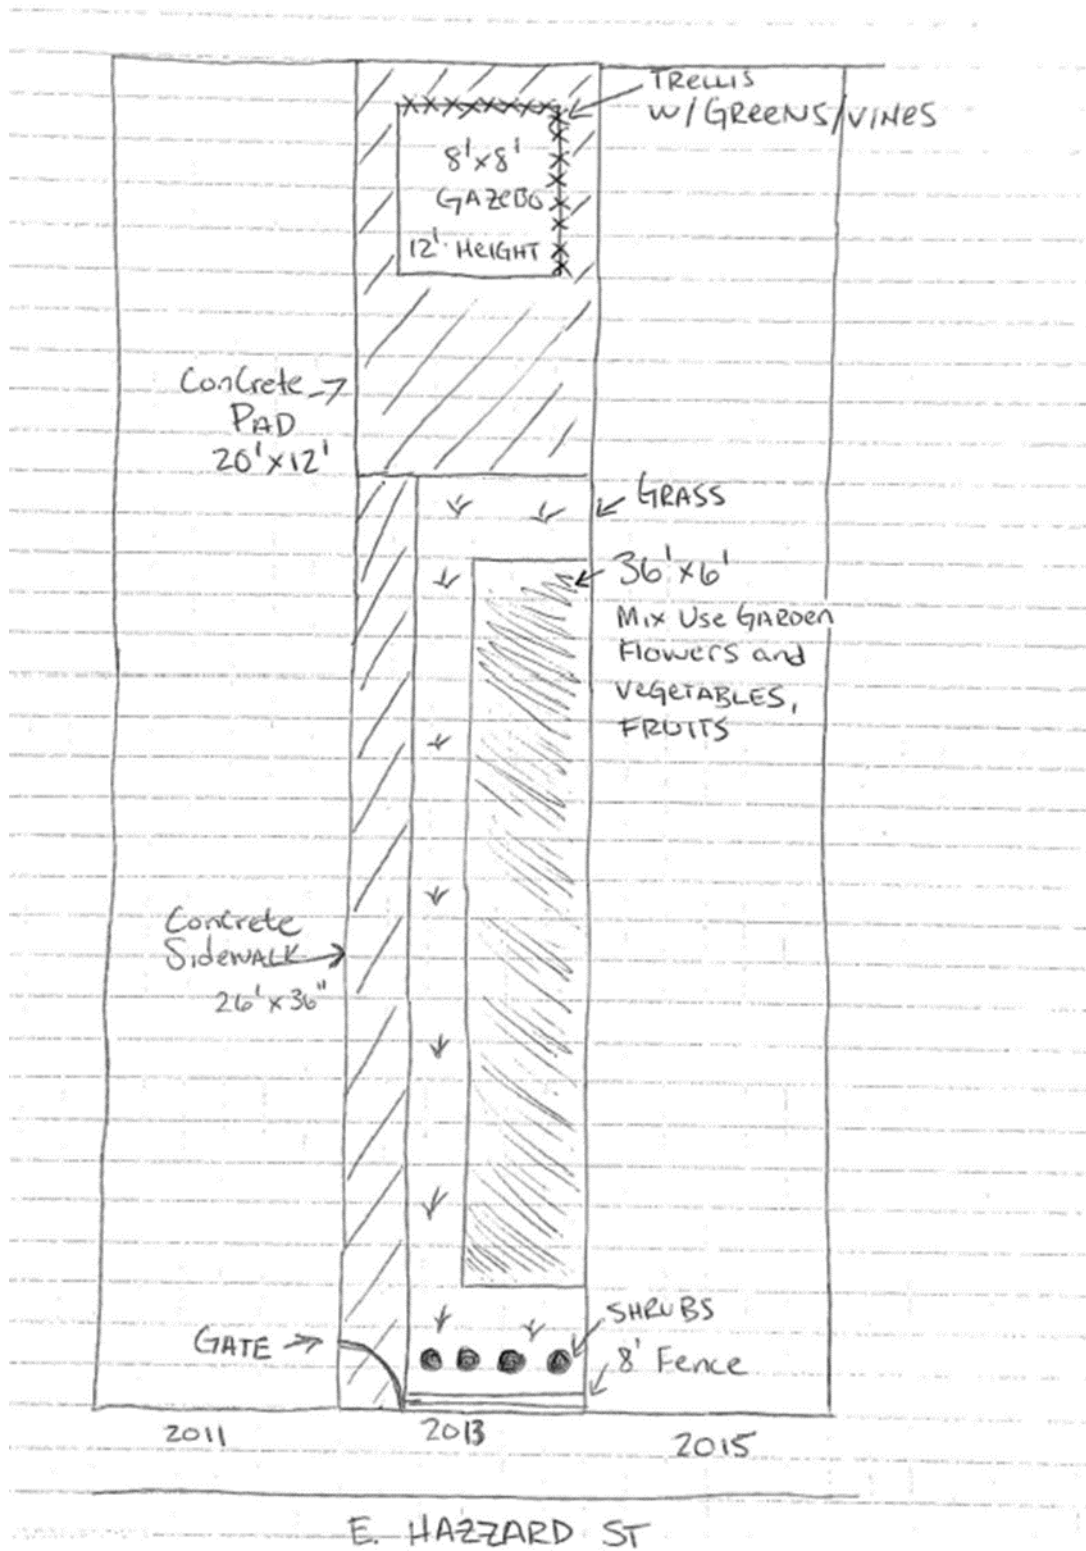 TRELLIS
W/GREENS/VINES
8'x8'
GAZEBO
12' HEIGHT
Concrete
PAD
20'x12'
GRASS
36'x6'
Mix Use GARDEN
Flowers and
VEGETABLES,
FRUITS
Concrete
SidewALK
26'x36"
SHRUBS
GATE
8' Fence
2011
2013
2015
E. HAZZARD ST